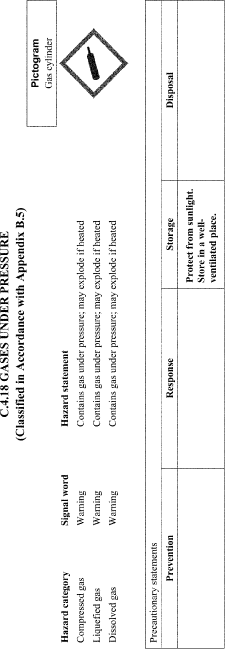 C.4.18 GASES UNDER PRESSURE
(Classified in Accordance with Appendix B.5)
Pictogram
Gas cylinder
Hazard category Signal word Hazard statement
Compressed gas Warning Contains gas under pressure; may explode if heated
Liquefied gas Warning Contains gas under pressure; may explode if heated
Dissolved gas Warning Contains gas under pressure; may explode if heated
Precautionary statements
Prevention Response Storage Disposal
Protect from sunlight.
Store in a well-
ventilated place.